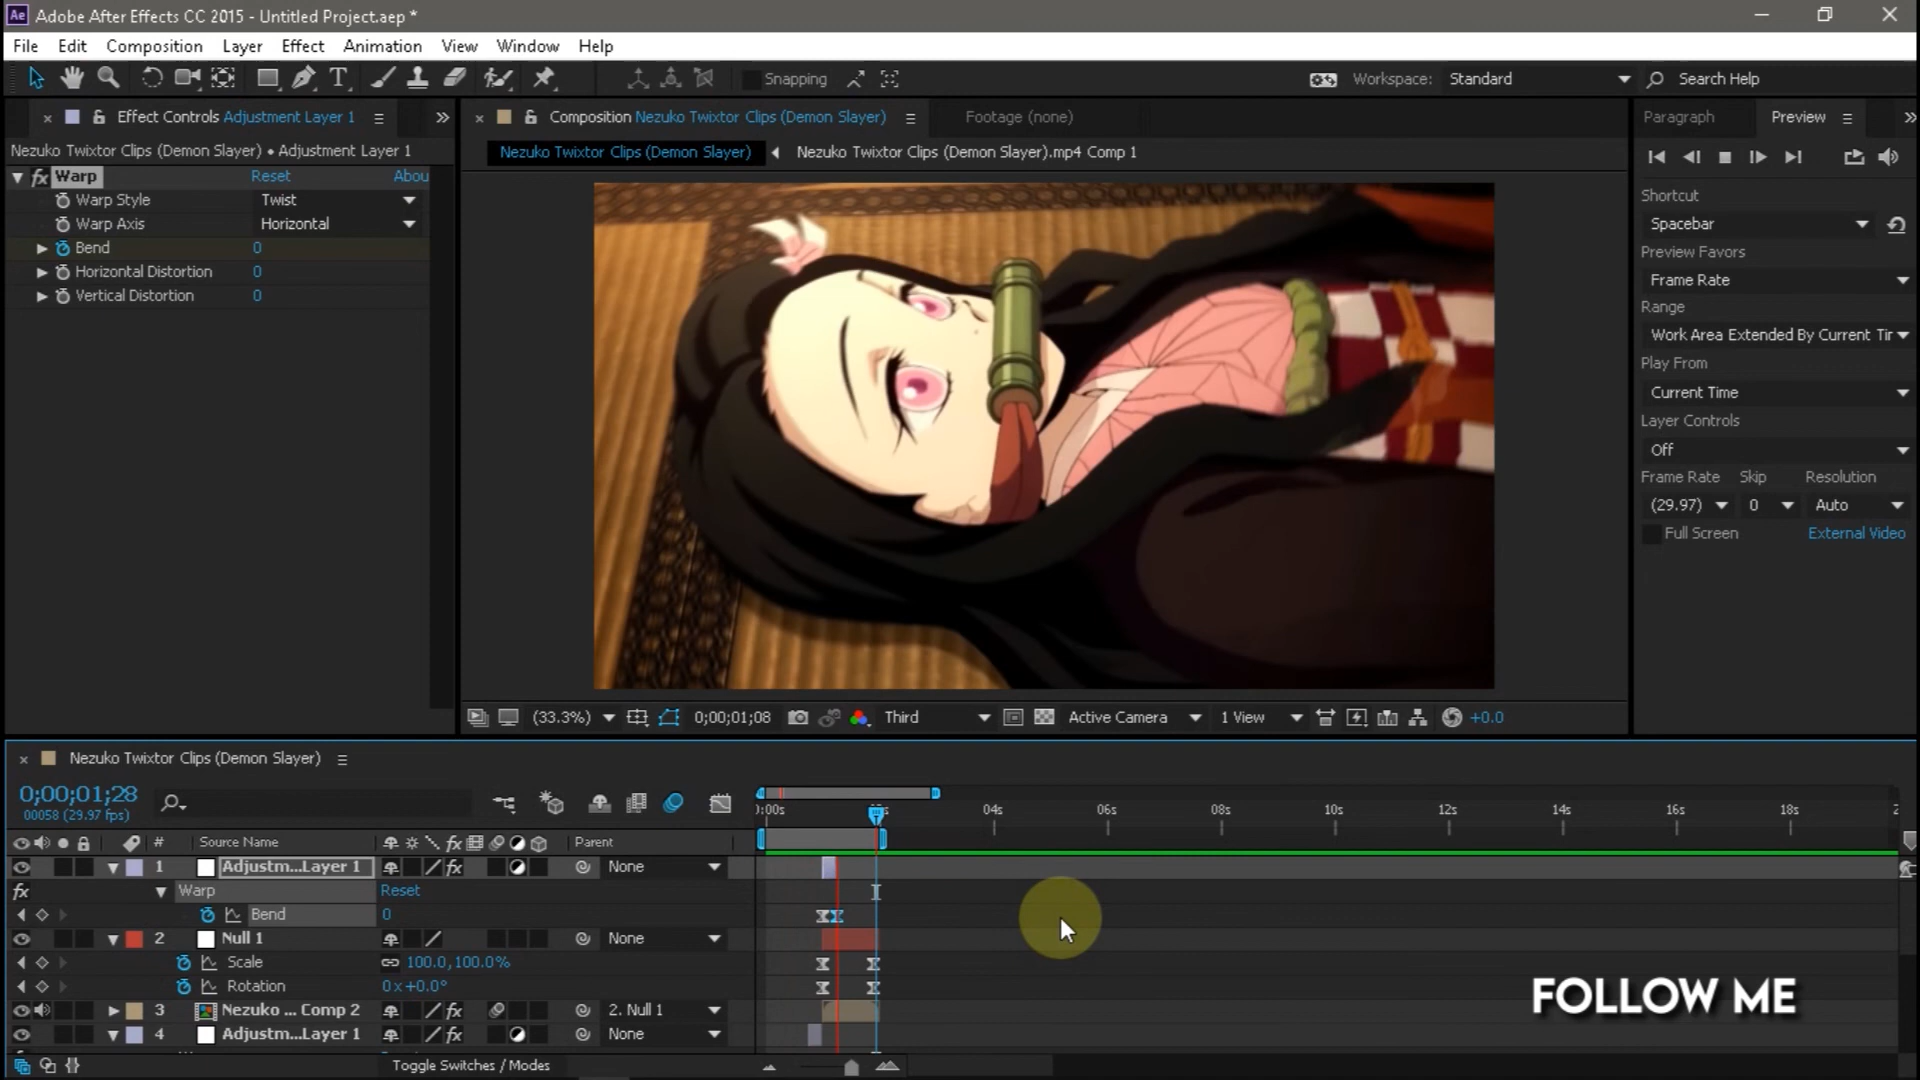 Ae Adobe After Effects CC 2015 - Untitled Project.aep *
File Edit Composition Layer Effect Animation View Window Help
T Snapping Workspace: Standard Search Help
Effect Controls Adjustment Layer 1
Composition Nezuko Twixtor Clips (Demon Slayer) Footage (none)
Paragraph Preview
Nezuko Twixtor Clips (Demon Slayer) • Adjustment Layer 1
Nezuko Twixtor Clips (Demon Slayer) Nezuko Twixtor Clips (Demon Slayer).mp4 Comp 1
fx Warp Reset Abou
Warp Style Twist
Warp Axis Horizontal
Bend 0
Horizontal Distortion 0
Vertical Distortion 0
Shortcut
Spacebar
Preview Favors
Frame Rate
Range
Work Area Extended By Current Tir
Play From
Current Time
Layer Controls
Off
Frame Rate Skip Resolution
(29.97) 0 Auto
Full Screen External Video
(33.3%) 0;00;01;08 Third Active Camera 1 View +0.0
Nezuko Twixtor Clips (Demon Slayer)
0;00;01;28
00058 (29.97 fps)
):00s 04s 06s 08s 10s 12s 14s 16s 18s 2
# Source Name fx Parent
1 Adjustm...Layer 1 fx None
fx Warp Reset
Bend 0
2 Null 1 None
Scale 100.0,100.0%
Rotation 0x+0.0°
3 Nezuko ... Comp 2 fx 2. Null 1
4 Adjustm...Layer 1 fx None
Toggle Switches / Modes
FOLLOW ME